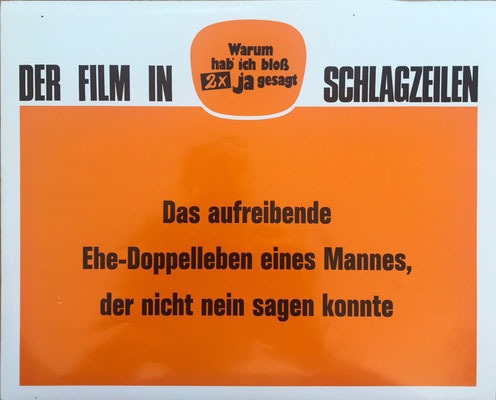 Warum
hab' ich bloß
2x ja gesagt
DER FILM IN SCHLAGZEILEN
Das aufreibende
Ehe-Doppelleben eines Mannes,
der nicht nein sagen konnte